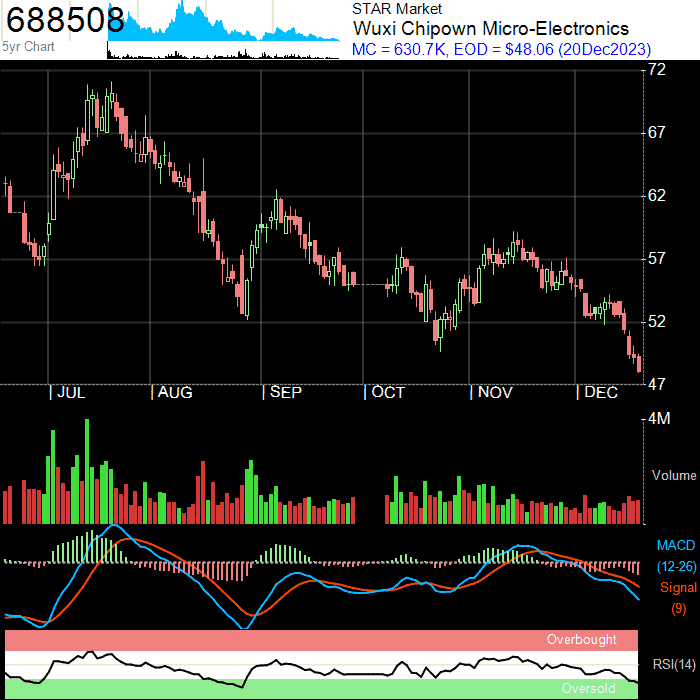 688508
5yr Chart
STAR Market
Wuxi Chipown Micro-Electronics
MC = 630.7K, EOD = $48.06 (20Dec2023)
72
67
62
57
52
47
JUL AUG SEP OCT NOV DEC
4M
Volume
MACD
(12-26)
Signal
(9)
Overbought
RSI(14)
Oversold